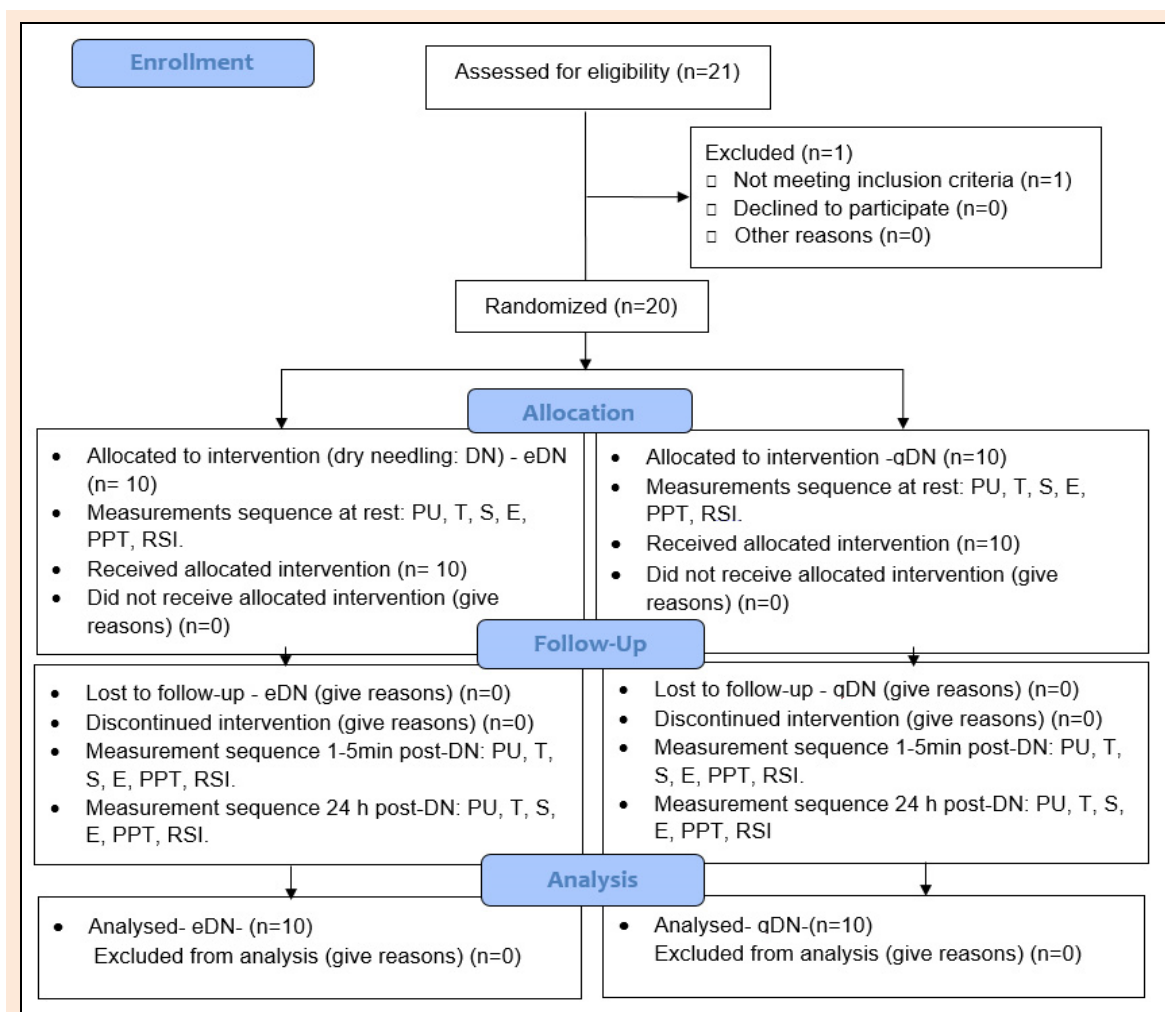 Enrollment
Assessed for eligibility (n=21)
Excluded (n=1)
□ Not meeting inclusion criteria (n=1)
□ Declined to participate (n=0)
□ Other reasons (n=0)
Randomized (n=20)
Allocation
• Allocated to intervention (dry needling: DN) - eDN
(n= 10)
• Measurements sequence at rest: PU, T, S, E,
PPT, RSI.
• Received allocated intervention (n= 10)
• Did not receive allocated intervention (give
reasons) (n=0)
• Allocated to intervention -qDN (n=10)
• Measurements sequence at rest: PU, T, S, E,
PPT, RSI.
• Received allocated intervention (n=10)
• Did not receive allocated intervention (give
reasons) (n=0)
Follow-Up
• Lost to follow-up - eDN (give reasons) (n=0)
• Discontinued intervention (give reasons) (n=0)
• Measurement sequence 1-5min post-DN: PU, T,
S, E, PPT, RSI.
• Measurement sequence 24 h post-DN: PU, T, S,
E, PPT, RSI.
• Lost to follow-up - qDN (give reasons) (n=0)
• Discontinued intervention (give reasons) (n=0)
• Measurement sequence 1-5min post-DN: PU, T,
S, E, PPT, RSI.
• Measurement sequence 24 h post-DN: PU, T, S,
E, PPT, RSI
Analysis
• Analysed- eDN- (n=10)
Excluded from analysis (give reasons) (n=0)
• Analysed- qDN-(n=10)
Excluded from analysis (give reasons) (n=0)